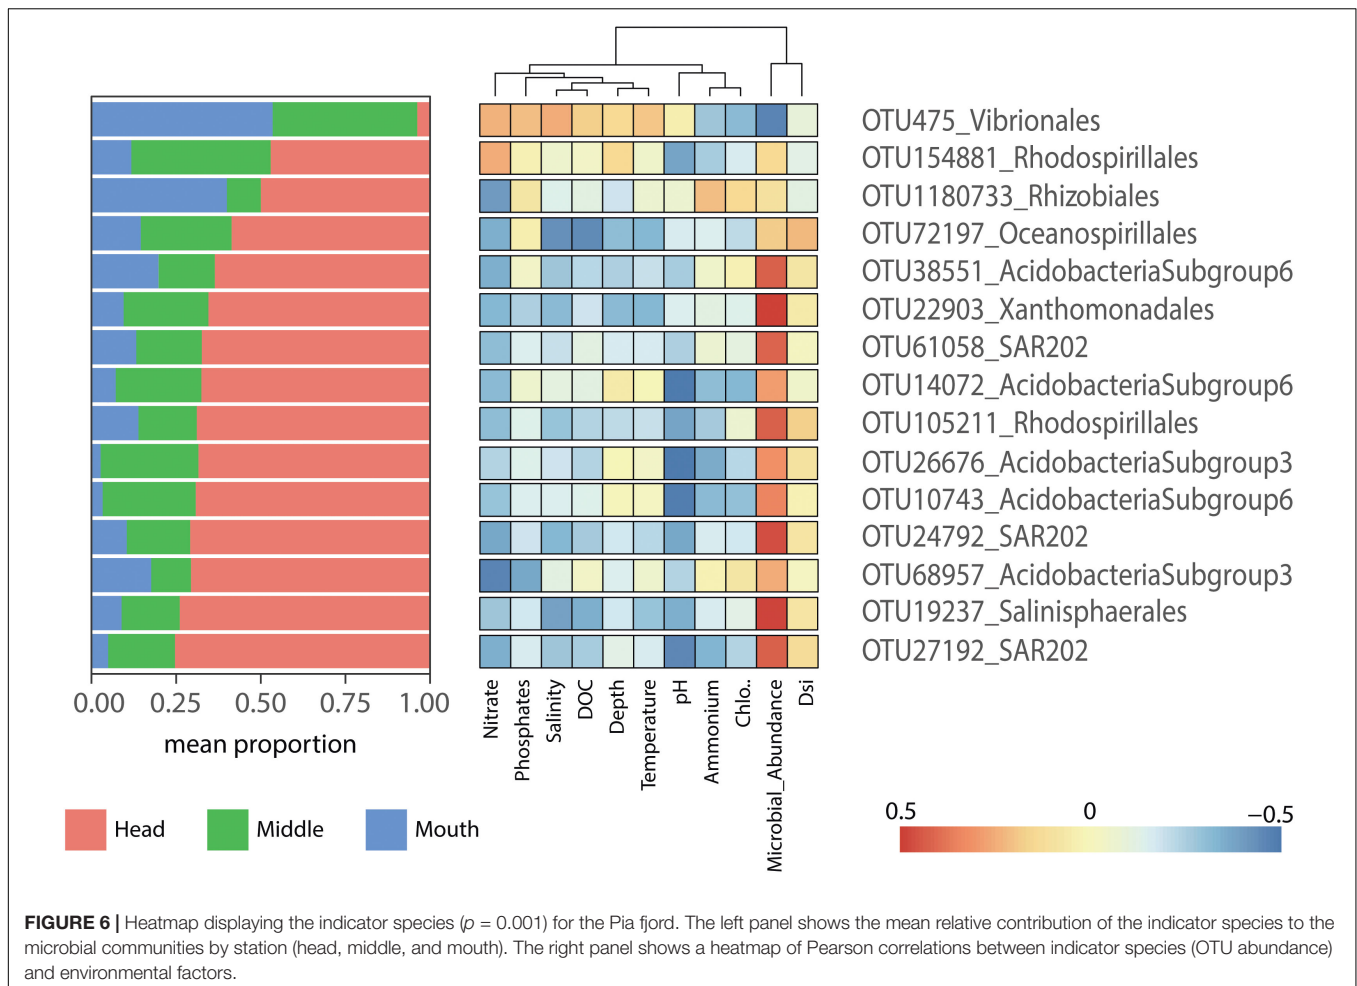 OTU475_Vibrionales
OTU154881_Rhodospirillales
OTU1180733_Rhizobiales
OTU72197_Oceanospirillales
OTU38551_AcidobacteriaSubgroup6
OTU22903_Xanthomonadales
OTU61058_SAR202
OTU14072_AcidobacteriaSubgroup6
OTU105211_Rhodospirillales
OTU26676_AcidobacteriaSubgroup3
OTU10743_AcidobacteriaSubgroup6
OTU24792_SAR202
OTU68957_AcidobacteriaSubgroup3
OTU19237_Salinisphaerales
OTU27192_SAR202
0.00 0.25 0.50 0.75 1.00
mean proportion
Nitrate
Phosphates
Salinity
DOC
Depth
Temperature
pH
Ammonium
Chlo..
Microbial_Abundance
Dsi
Head Middle Mouth
0.5 0 −0.5
FIGURE 6 | Heatmap displaying the indicator species (p = 0.001) for the Pia fjord. The left panel shows the mean relative contribution of the indicator species to the
microbial communities by station (head, middle, and mouth). The right panel shows a heatmap of Pearson correlations between indicator species (OTU abundance)
and environmental factors.